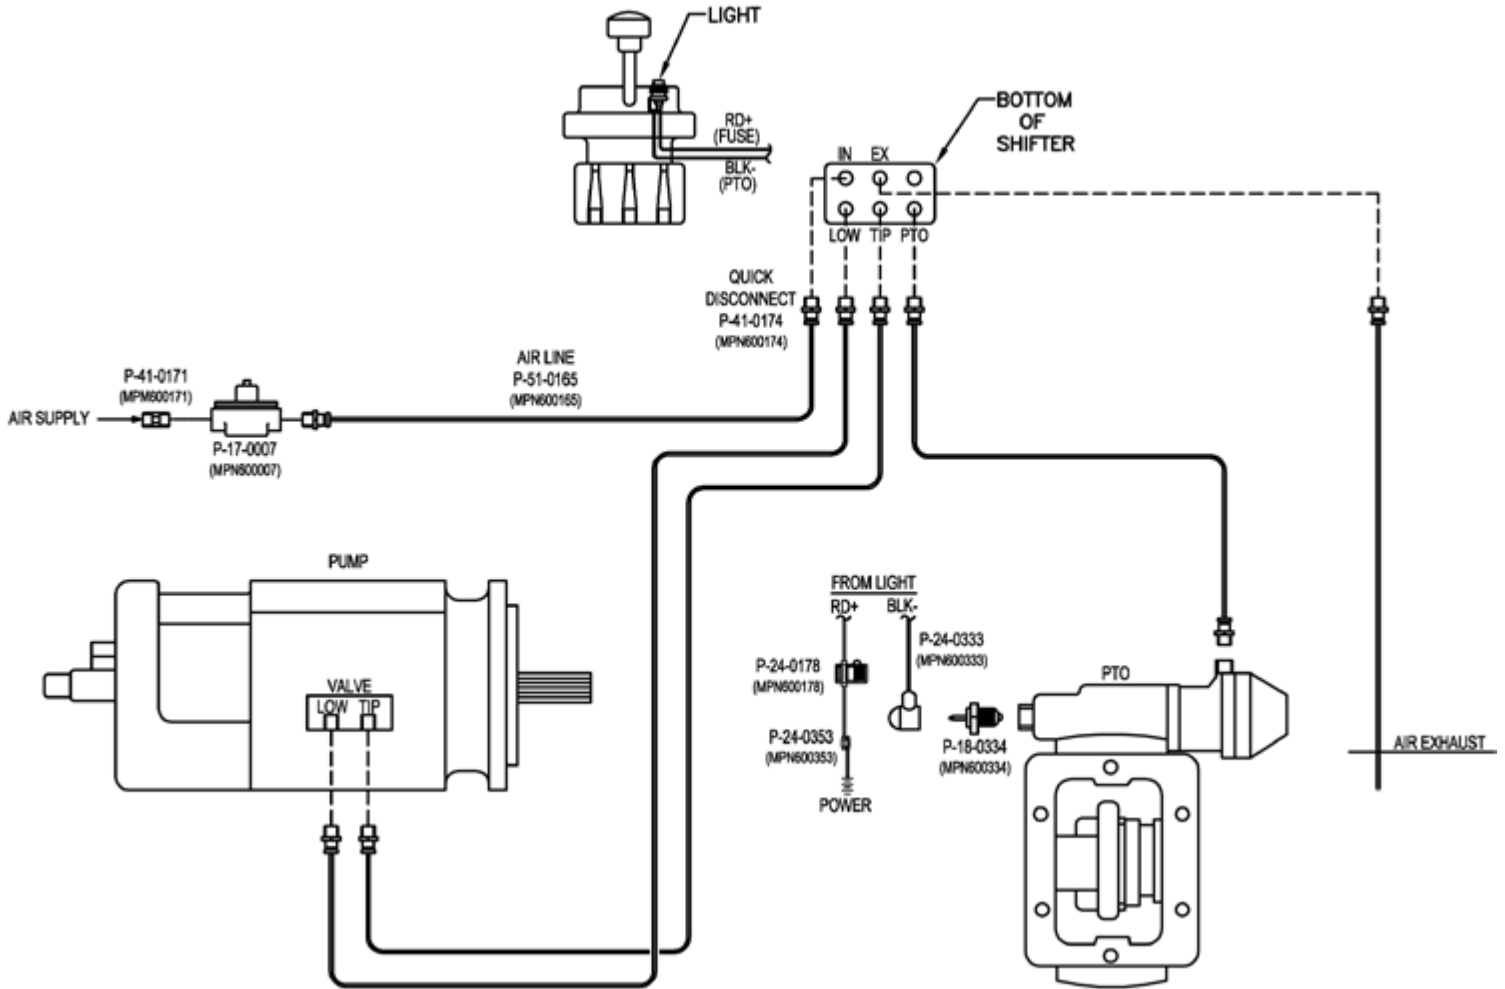 LIGHT
BOTTOM
OF
SHIFTER
RD+
(FUSE)
BLK-
(PTO)
IN EX
LOW TIP PTO
QUICK
DISCONNECT
P-41-0174
(MPN600174)
AIR LINE
P-51-0165
(MPN600165)
P-41-0171
(MPM600171)
AIR SUPPLY
P-17-0007
(MPN600007)
PUMP
VALVE
LOW TIP
FROM LIGHT
RD+ BLK-
P-24-0333
(MPN600333)
P-24-0178
(MPN600178)
P-24-0353
(MPN600353)
POWER
P-18-0334
(MPN600334)
PTO
AIR EXHAUST